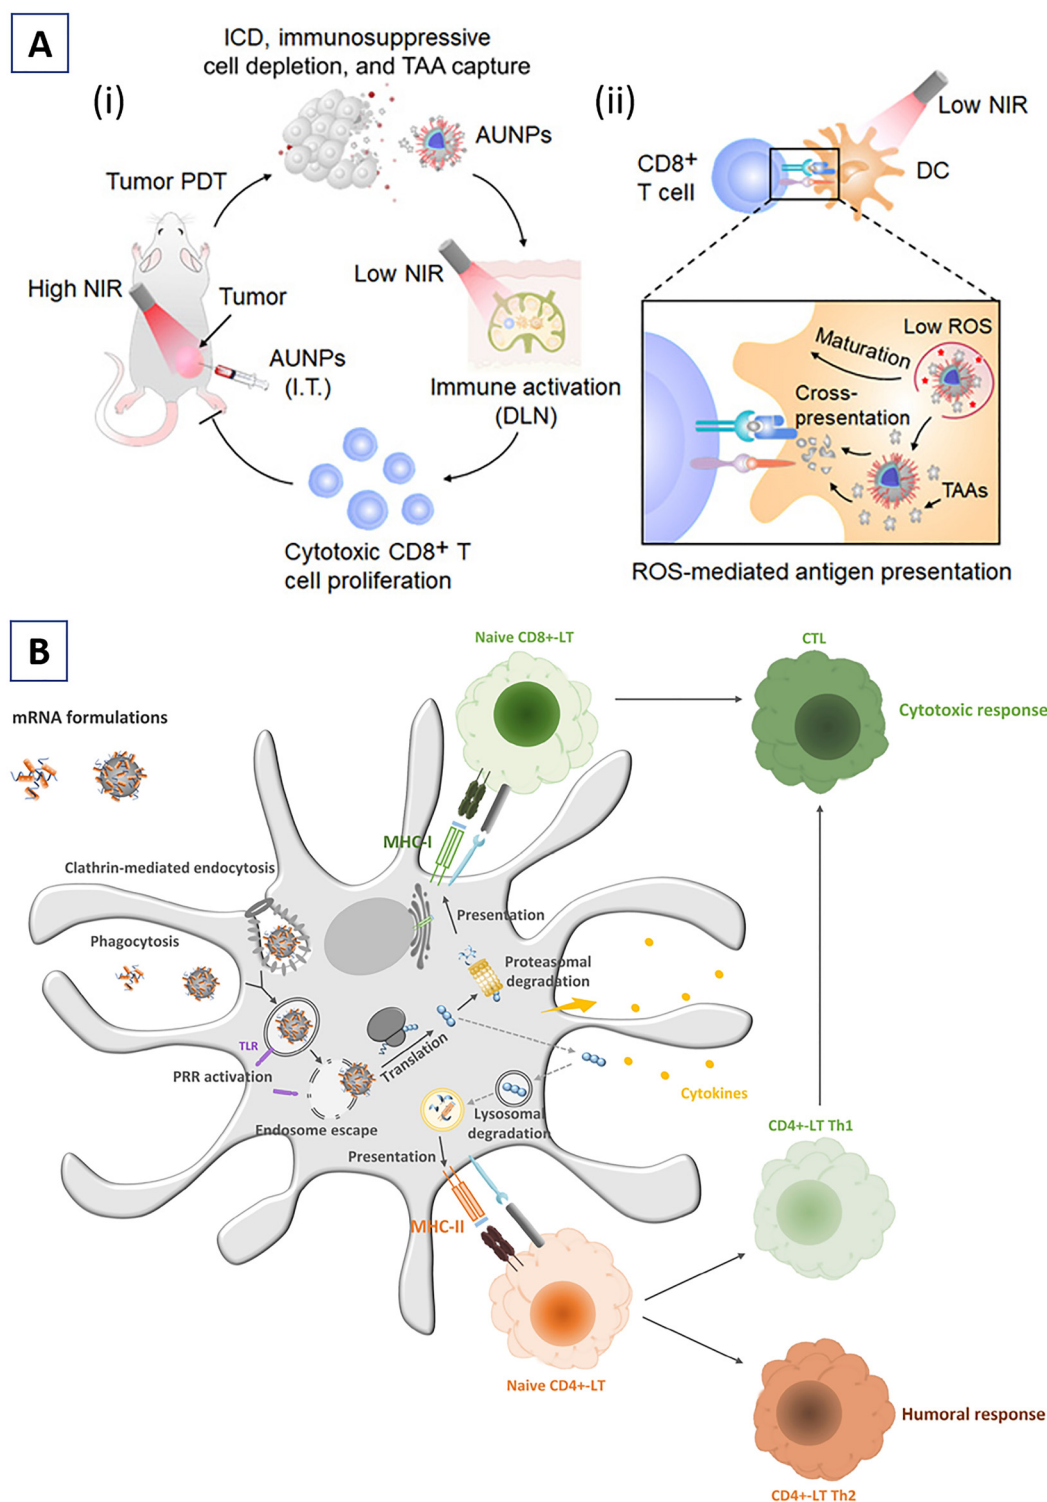 A
(i)
ICD, immunosuppressive
cell depletion, and TAA capture
AUNPs
Tumor PDT
High NIR
Tumor
AUNPs
(I.T.)
Low NIR
Immune activation
(DLN)
Cytotoxic CD8+ T
cell proliferation
(ii)
Low NIR
CD8+
T cell
DC
Low ROS
Maturation
Cross-
presentation
TAAs
ROS-mediated antigen presentation
B
Naive CD8+-LT
CTL
mRNA formulations
Cytotoxic response
MHC-I
Clathrin-mediated endocytosis
Presentation
Phagocytosis
Proteasomal
degradation
TLR
Translation
PRR activation
Cytokines
Endosome escape
Lysosomal
degradation
CD4+-LT Th1
Presentation
MHC-II
Naive CD4+-LT
Humoral response
CD4+-LT Th2